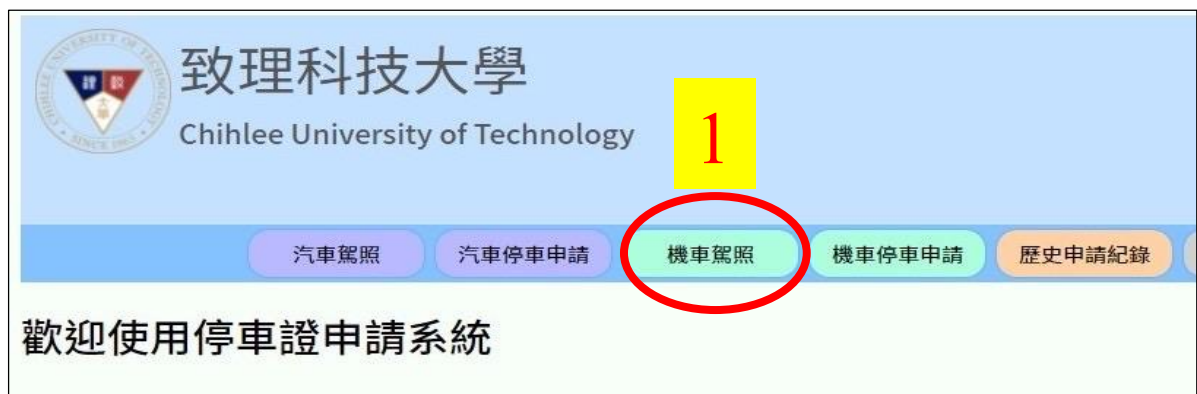 致理科技大學
Chihlee University of Technology
1
汽車駕照 汽車停車申請 機車駕照 機車停車申請 歷史申請紀錄
歡迎使用停車證申請系統